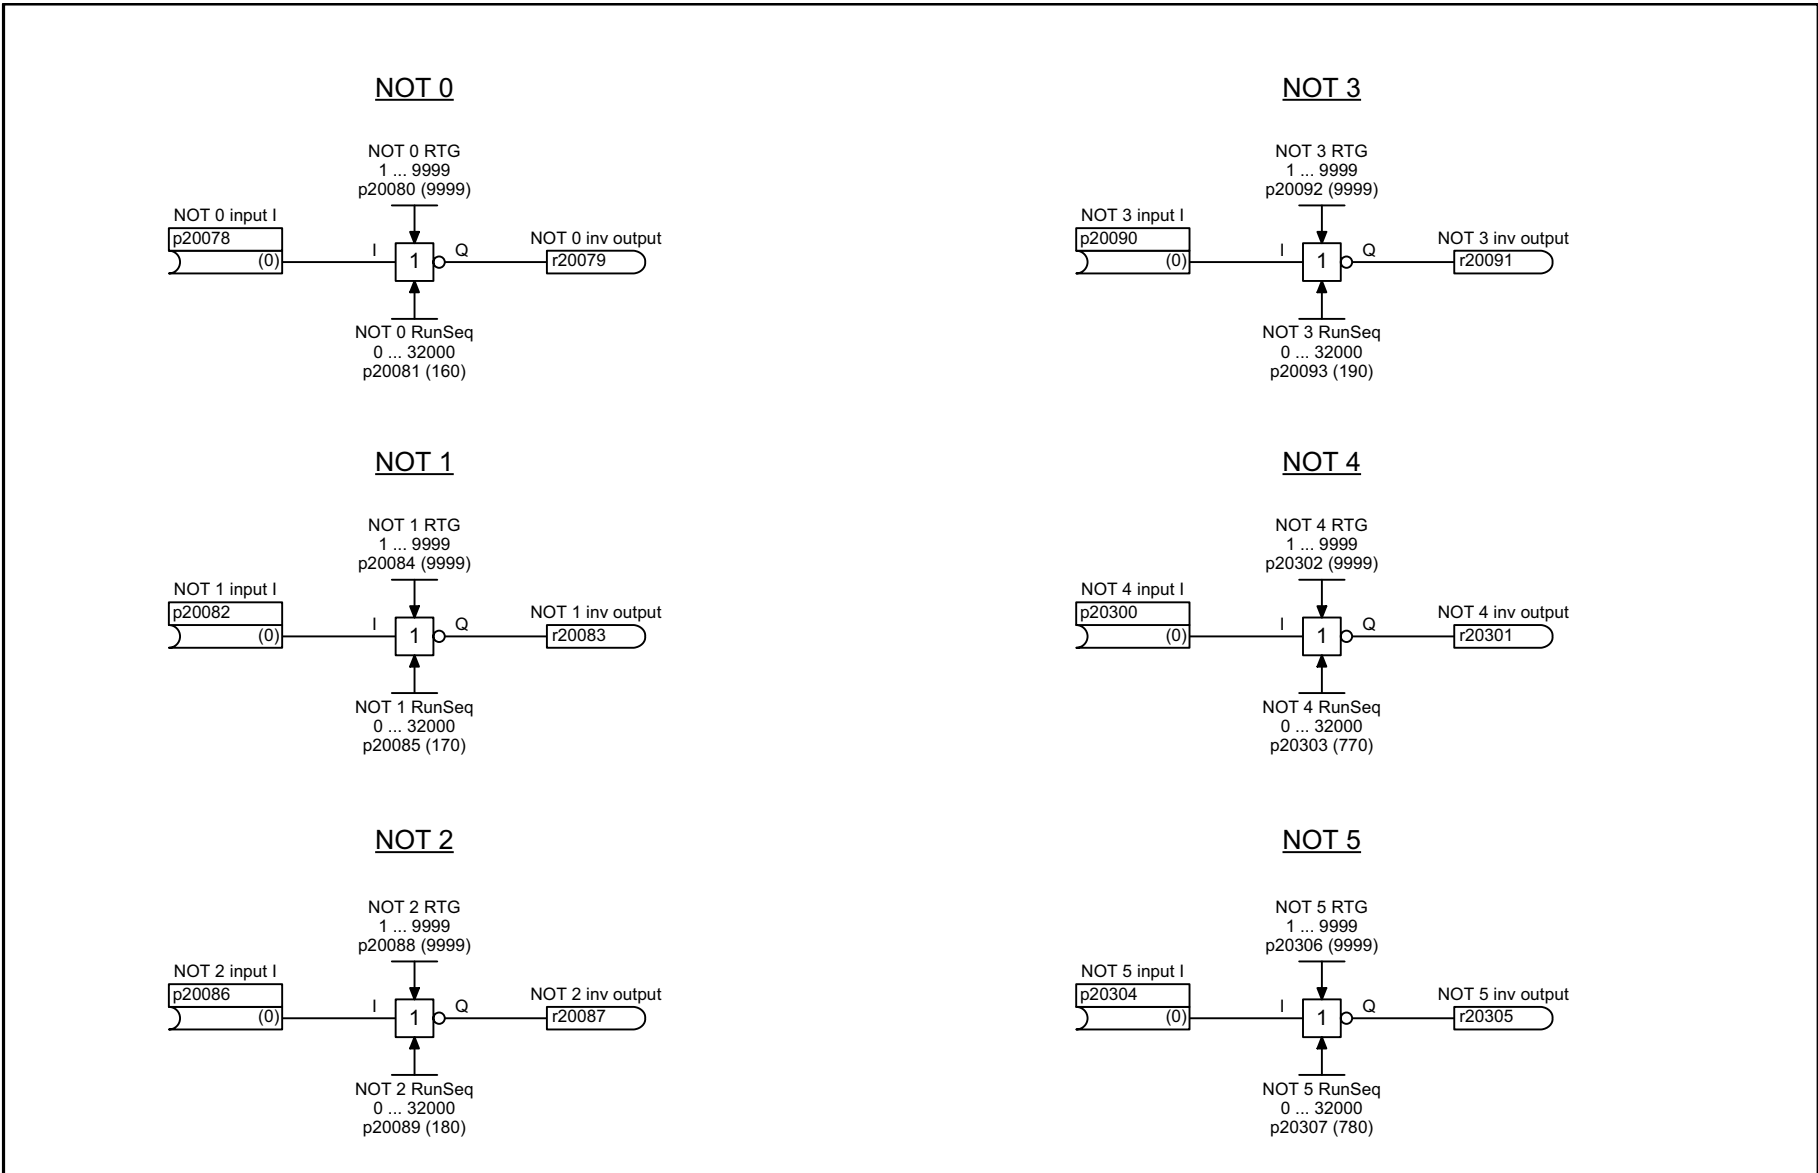 NOT 0
NOT 0 RTG
1 ... 9999
p20080 (9999)
NOT 0 input I
p20078
(0)
I
1
Q
NOT 0 inv output
r20079
NOT 0 RunSeq
0 ... 32000
p20081 (160)
NOT 1
NOT 1 RTG
1 ... 9999
p20084 (9999)
NOT 1 input I
p20082
(0)
I
1
Q
NOT 1 inv output
r20083
NOT 1 RunSeq
0 ... 32000
p20085 (170)
NOT 2
NOT 2 RTG
1 ... 9999
p20088 (9999)
NOT 2 input I
p20086
(0)
I
1
Q
NOT 2 inv output
r20087
NOT 2 RunSeq
0 ... 32000
p20089 (180)
NOT 3
NOT 3 RTG
1 ... 9999
p20092 (9999)
NOT 3 input I
p20090
(0)
I
1
Q
NOT 3 inv output
r20091
NOT 3 RunSeq
0 ... 32000
p20093 (190)
NOT 4
NOT 4 RTG
1 ... 9999
p20302 (9999)
NOT 4 input I
p20300
(0)
I
1
Q
NOT 4 inv output
r20301
NOT 4 RunSeq
0 ... 32000
p20303 (770)
NOT 5
NOT 5 RTG
1 ... 9999
p20306 (9999)
NOT 5 input I
p20304
(0)
I
1
Q
NOT 5 inv output
r20305
NOT 5 RunSeq
0 ... 32000
p20307 (780)